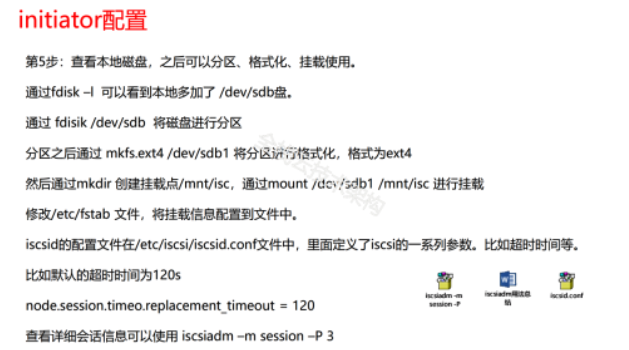 initiator配置
第5步：查看本地磁盘，之后可以分区、格式化、挂载使用。
通过fdisk –l 可以看到本地多加了 /dev/sdb盘。
通过 fdisik /dev/sdb 将磁盘进行分区
分区之后通过 mkfs.ext4 /dev/sdb1 将分区进行格式化，格式为ext4
然后通过mkdir 创建挂载点/mnt/isc，通过mount /dev/sdb1 /mnt/isc 进行挂载
修改/etc/fstab 文件，将挂载信息配置到文件中。
iscsid的配置文件在/etc/iscsi/iscsid.conf文件中，里面定义了iscsi的一系列参数。比如超时时间等。
比如默认的超时时间为120s
node.session.timeo.replacement_timeout = 120
查看详细会话信息可以使用 iscsiadm –m session –P 3
iscsiadm -m
session -P
iscsiadm用法总
结
iscsid.conf